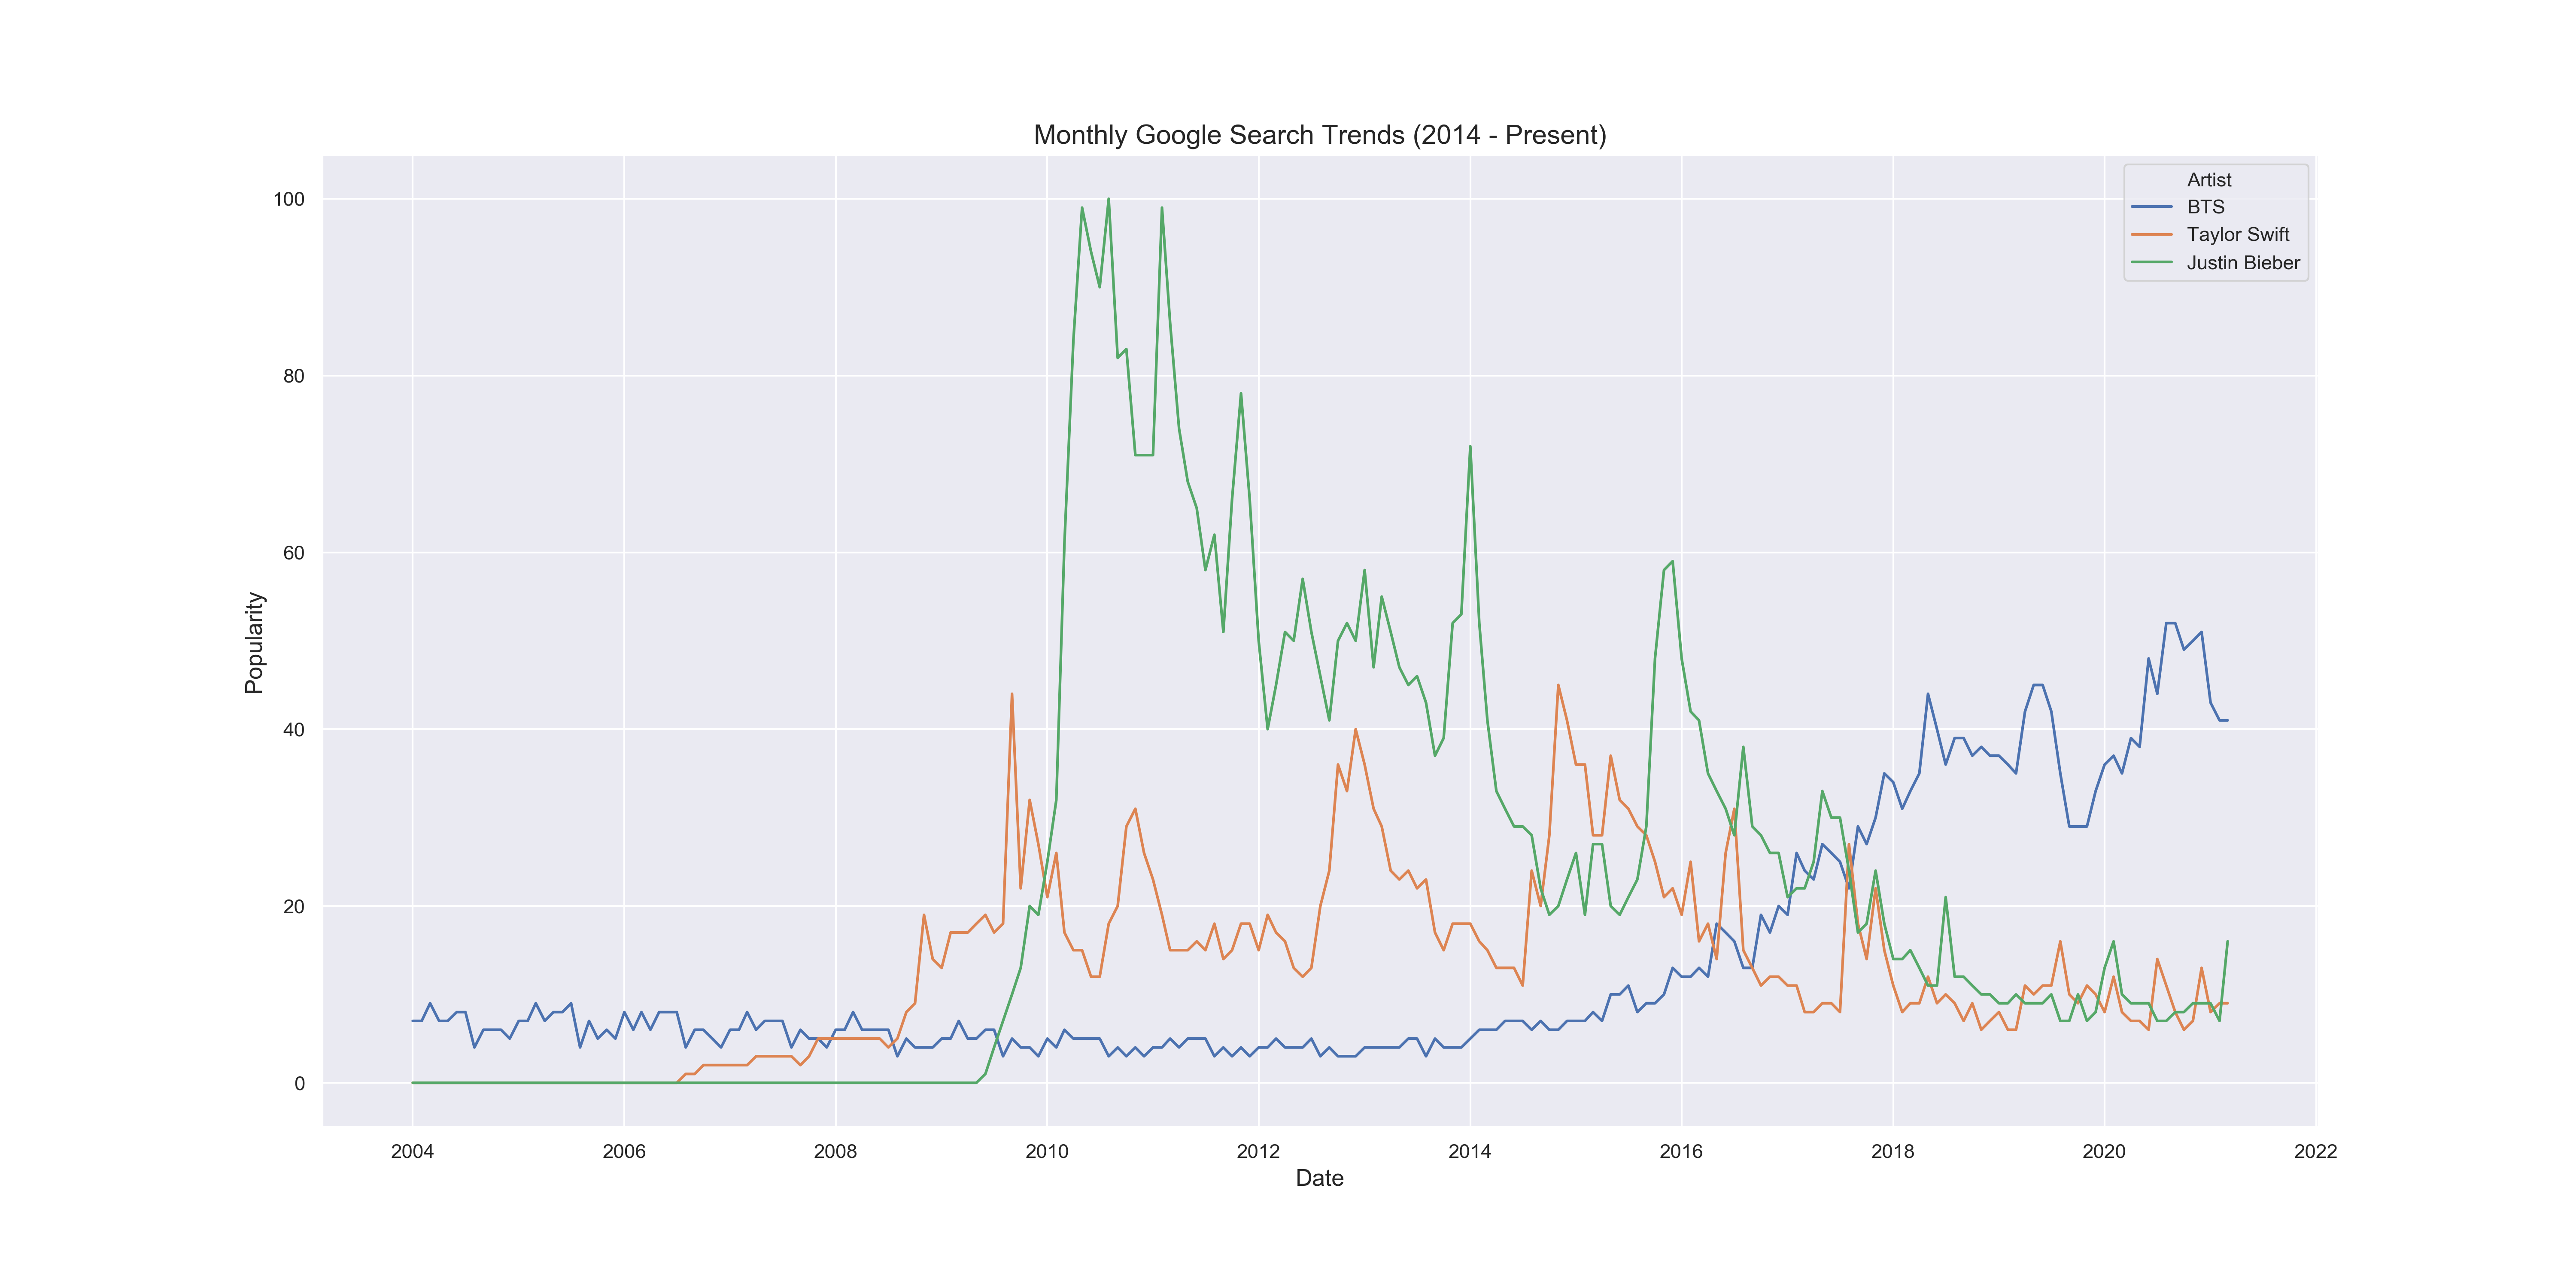 Monthly Google Search Trends (2014 - Present)
Artist
BTS
Taylor Swift
Justin Bieber
100
80
60
40
20
0
Popularity
2004 2006 2008 2010 2012 2014 2016 2018 2020 2022
Date